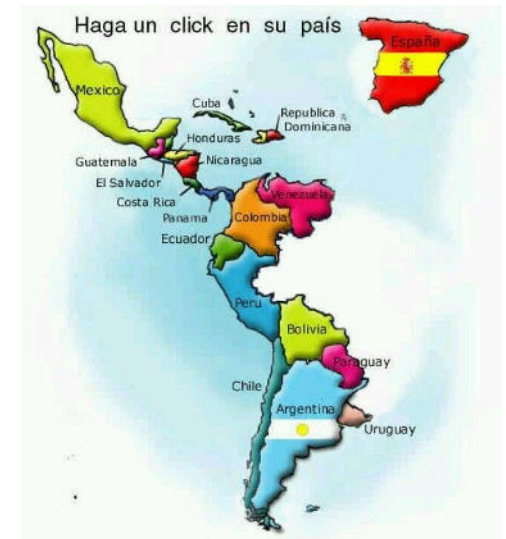 Haga un click en su país
España
Mexico
Cuba
Republica
Dominicana
Honduras
Guatemala
Nicaragua
El Salvador
Costa Rica
Panama
Venezuela
Colombia
Ecuador
Peru
Bolivia
Paraguay
Chile
Argentina
Uruguay